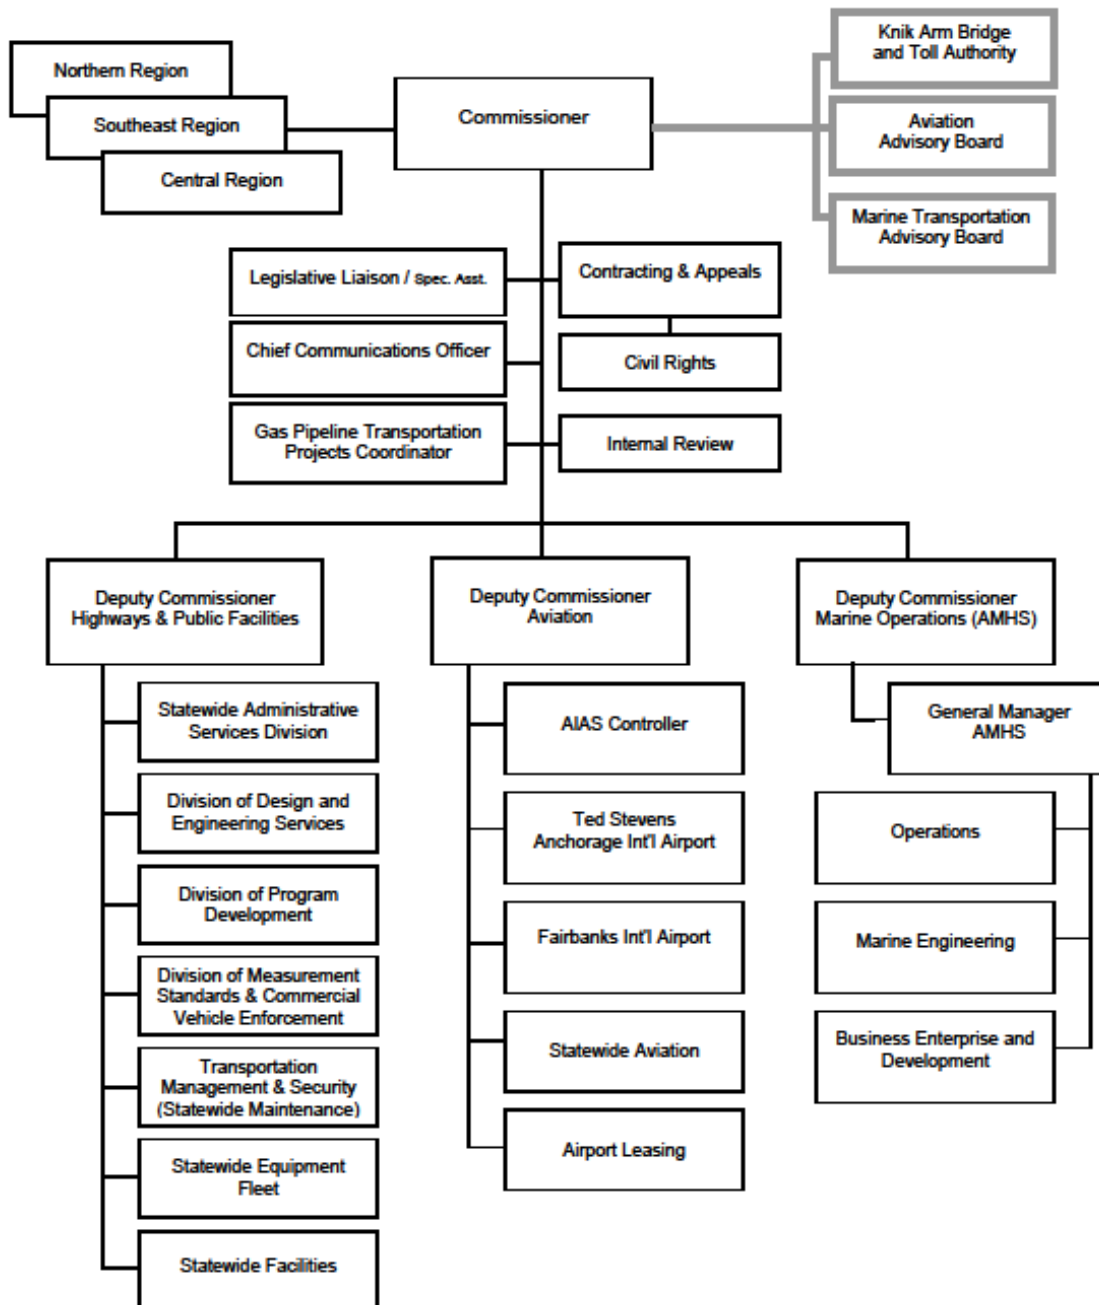 Northern Region
Southeast Region
Central Region
Commissioner
Knik Arm Bridge
and Toll Authority
Aviation
Advisory Board
Marine Transportation
Advisory Board
Legislative Liaison / Spec. Asst.
Contracting & Appeals
Chief Communications Officer
Civil Rights
Gas Pipeline Transportation
Projects Coordinator
Internal Review
Deputy Commissioner
Highways & Public Facilities
Statewide Administrative
Services Division
Division of Design and
Engineering Services
Division of Program
Development
Division of Measurement
Standards & Commercial
Vehicle Enforcement
Transportation
Management & Security
(Statewide Maintenance)
Statewide Equipment
Fleet
Statewide Facilities
Deputy Commissioner
Aviation
AIAS Controller
Ted Stevens
Anchorage Int'l Airport
Fairbanks Int'l Airport
Statewide Aviation
Airport Leasing
Deputy Commissioner
Marine Operations (AMHS)
General Manager
AMHS
Operations
Marine Engineering
Business Enterprise and
Development